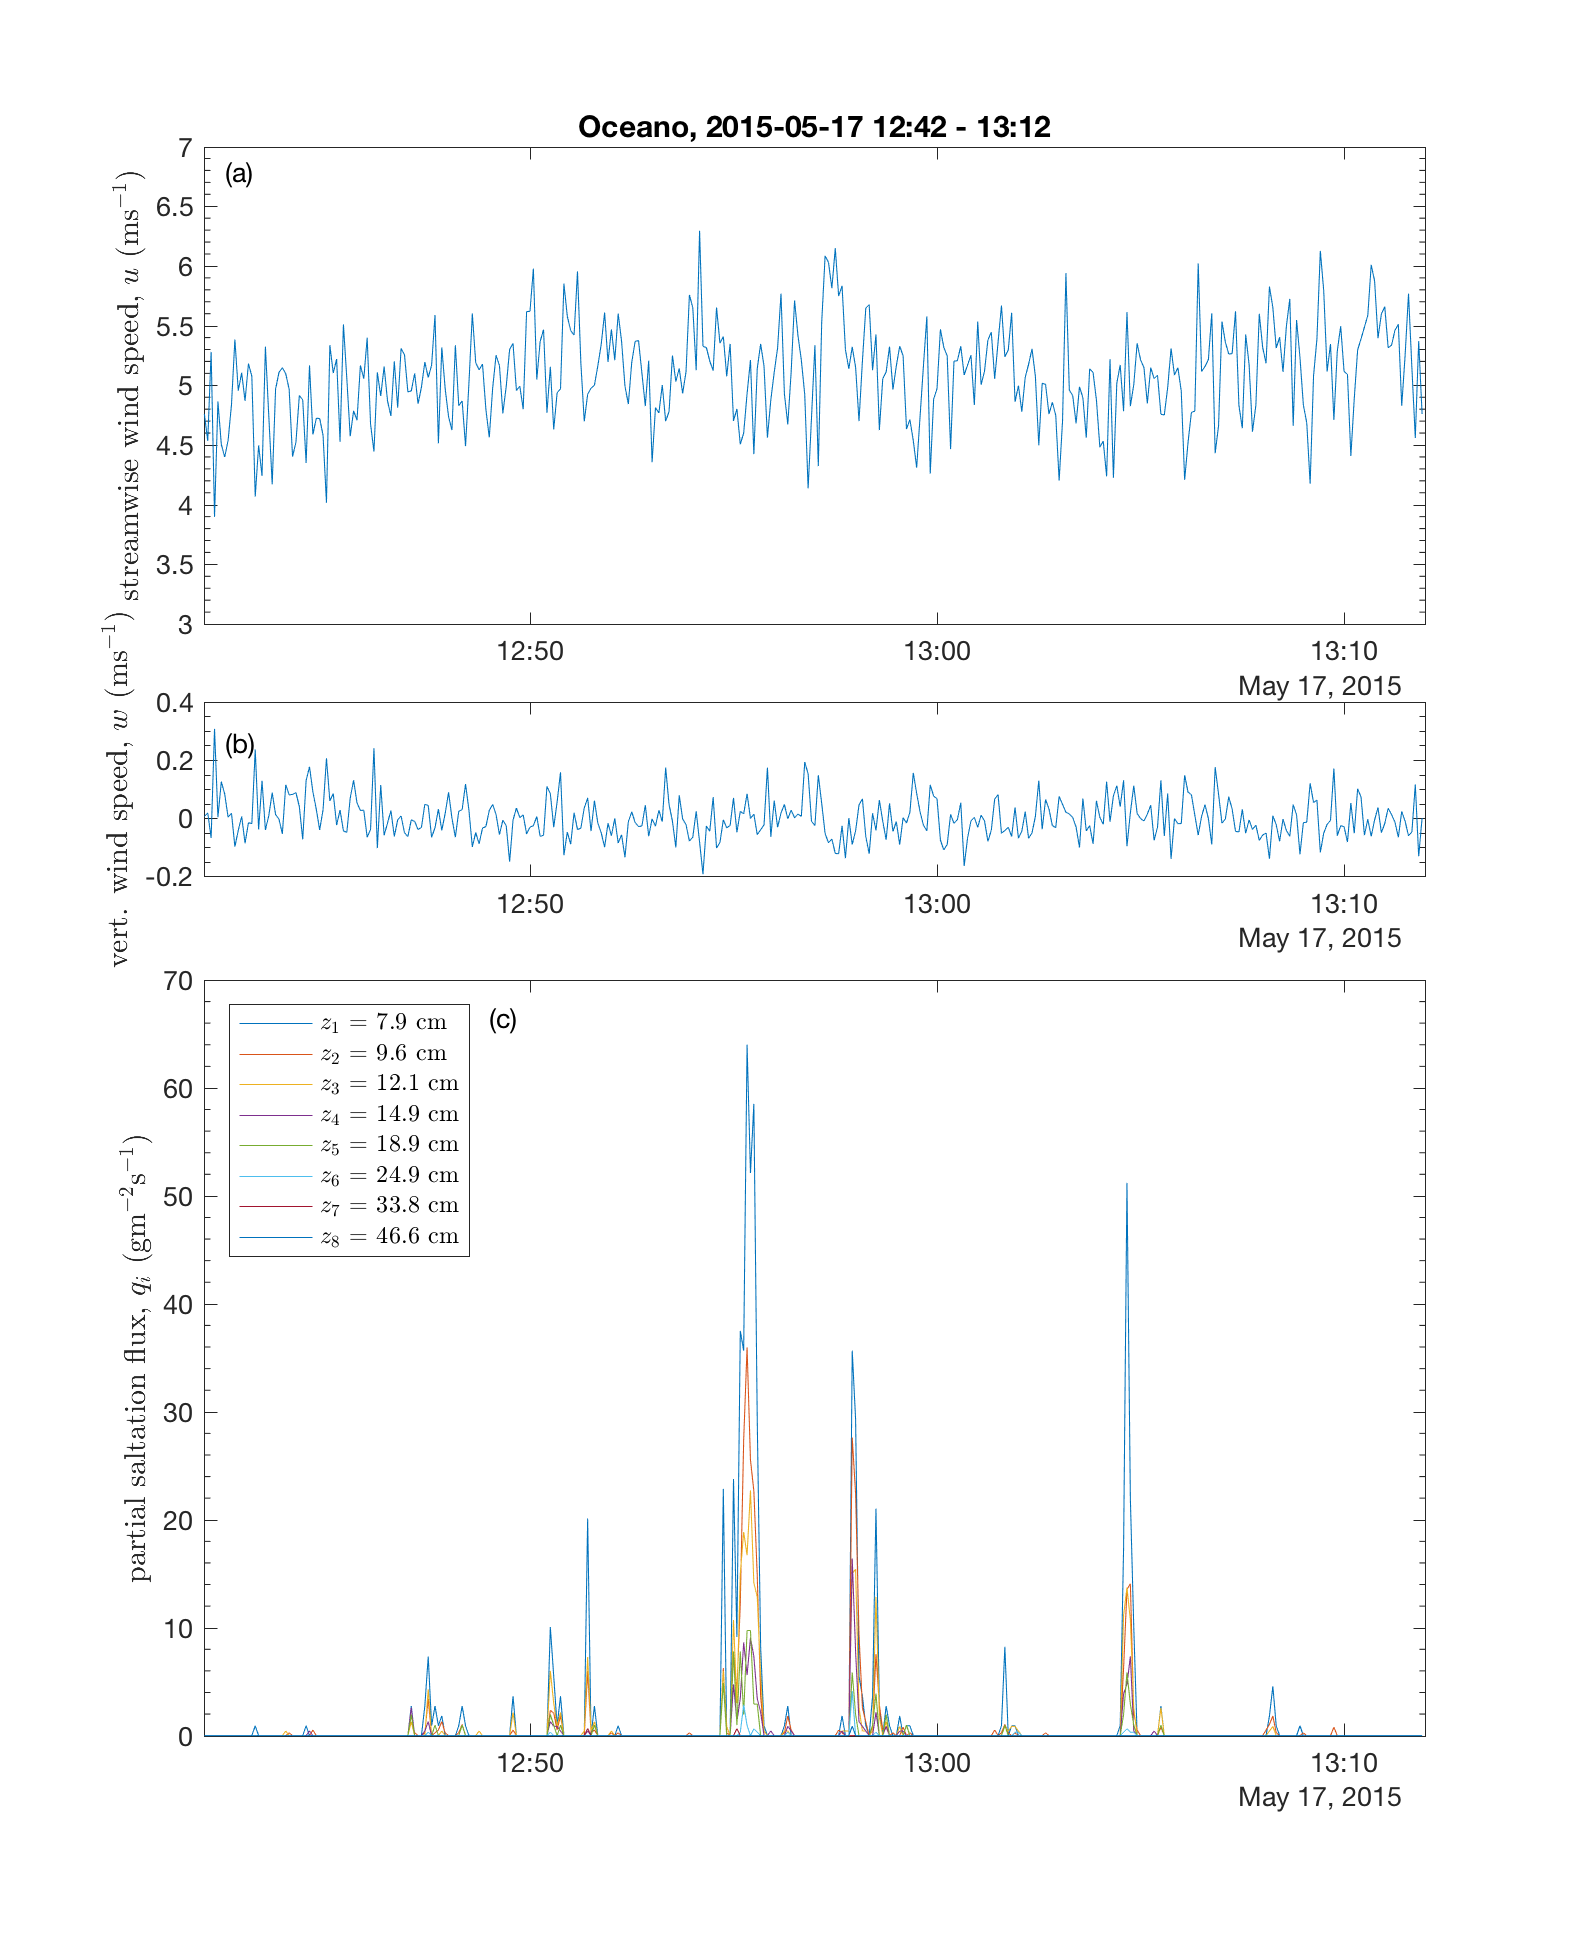 Oceano, 2015-05-17 12:42 - 13:12
(a)
streamwise wind speed, u (ms⁻¹)
7
6.5
6
5.5
5
4.5
4
3.5
3
12:50 13:00 13:10
May 17, 2015
(b)
vert. wind speed, w (ms⁻¹)
0.4
0.2
0
-0.2
12:50 13:00 13:10
May 17, 2015
(c)
partial saltation flux, qᵢ (gm⁻²s⁻¹)
70
60
50
40
30
20
10
0
z₁ = 7.9 cm
z₂ = 9.6 cm
z₃ = 12.1 cm
z₄ = 14.9 cm
z₅ = 18.9 cm
z₆ = 24.9 cm
z₇ = 33.8 cm
z₈ = 46.6 cm
12:50 13:00 13:10
May 17, 2015